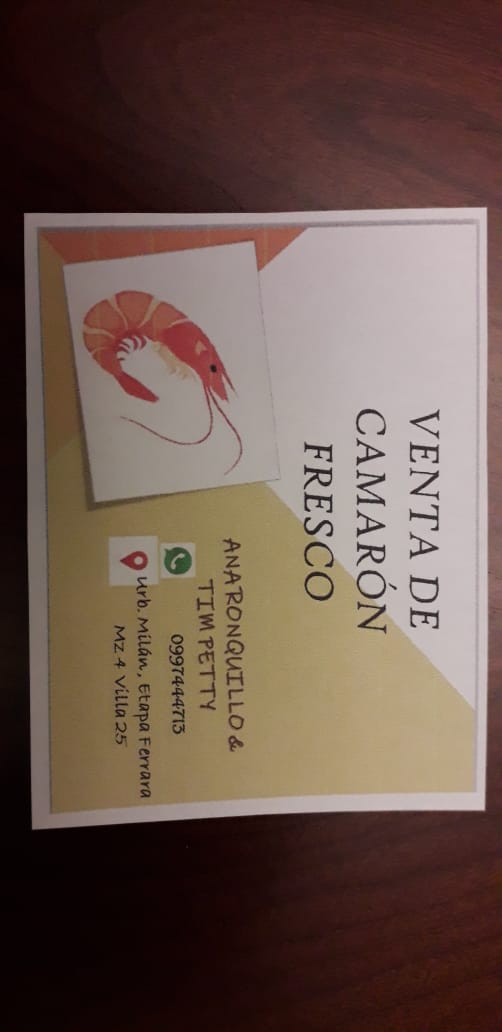 VENTA DE
CAMARÓN
FRESCO
ANA RONQUILLO &
TIM PETTY
0997444713
Urb. Milán, Etapa Ferrara
Mz 4 Villa 25